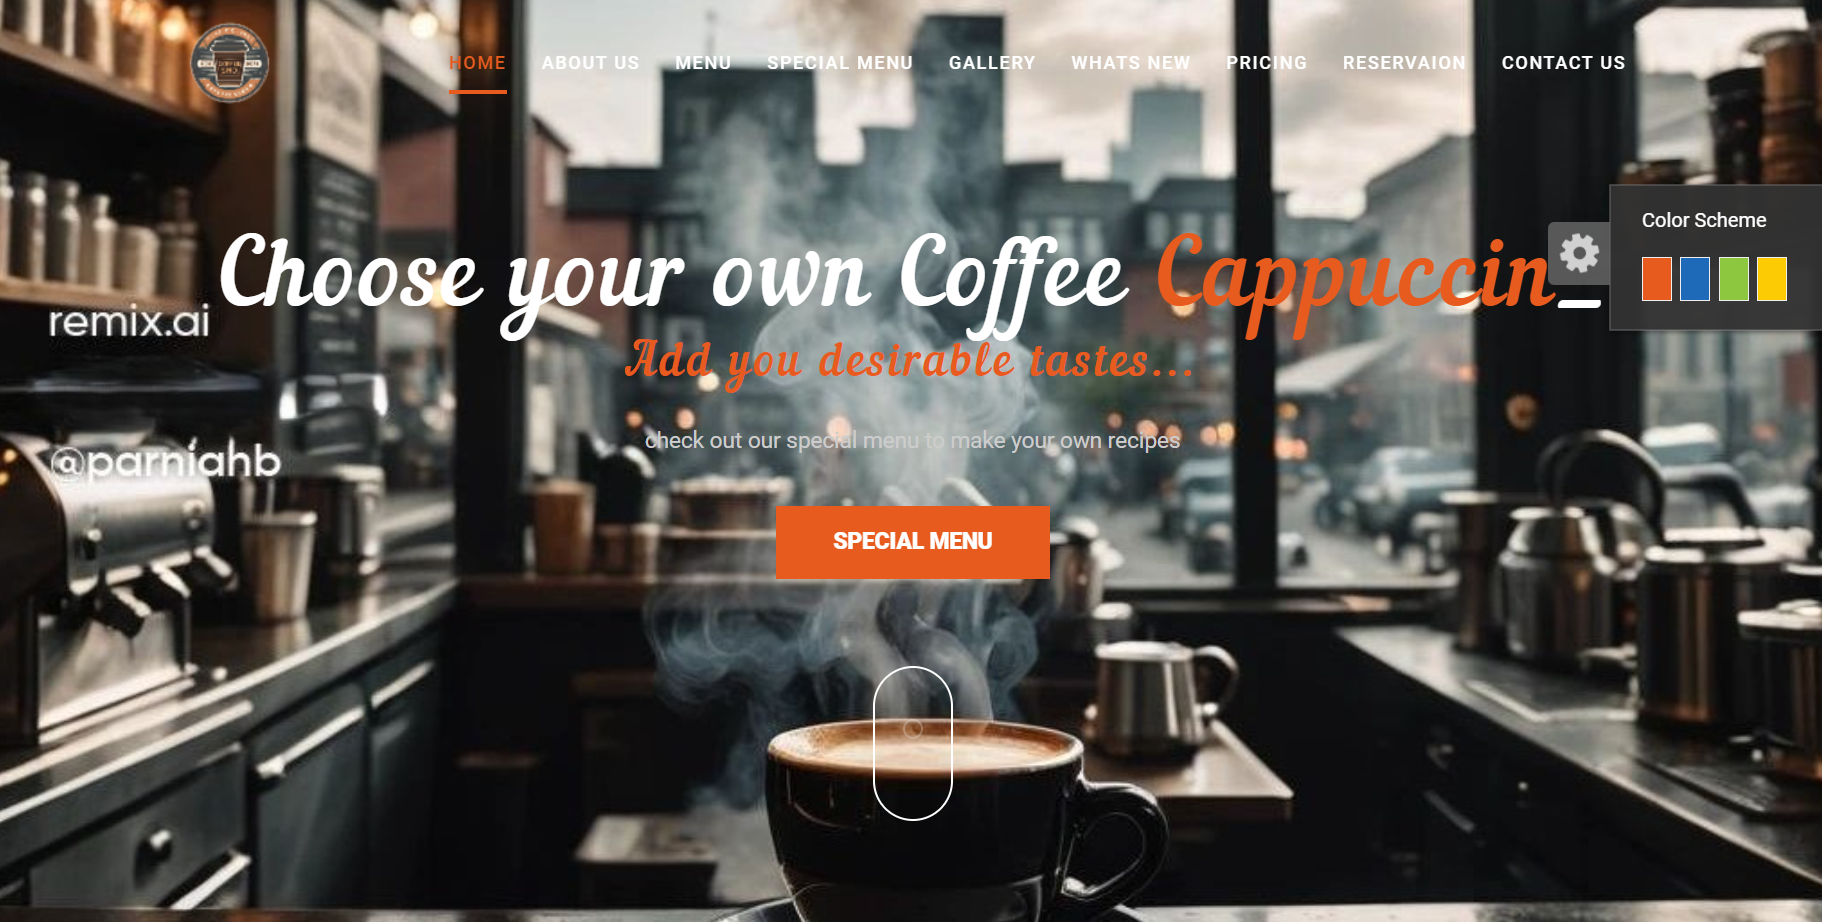 HOME ABOUT US MENU SPECIAL MENU GALLERY WHATS NEW PRICING RESERVAION CONTACT US
Color Scheme
Choose your own Coffee Cappuccin_
remix.ai
Add you desirable tastes...
check out our special menu to make your own recipes
@parniahb
SPECIAL MENU